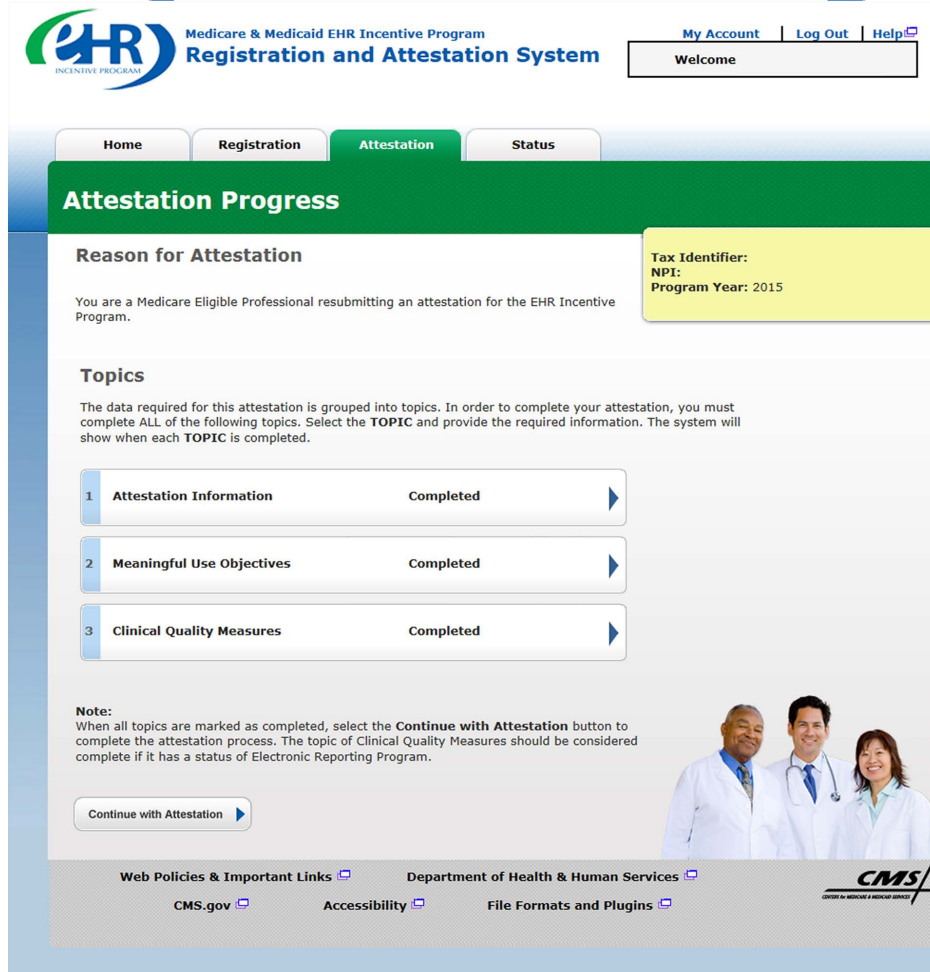 eHR
INCENTIVE PROGRAM
Medicare & Medicaid EHR Incentive Program
Registration and Attestation System
My Account | Log Out | Help
Welcome
Home Registration Attestation Status
Attestation Progress
Reason for Attestation
You are a Medicare Eligible Professional resubmitting an attestation for the EHR Incentive
Program.
Tax Identifier:
NPI:
Program Year: 2015
Topics
The data required for this attestation is grouped into topics. In order to complete your attestation, you must
complete ALL of the following topics. Select the TOPIC and provide the required information. The system will
show when each TOPIC is completed.
1 Attestation Information Completed
2 Meaningful Use Objectives Completed
3 Clinical Quality Measures Completed
Note:
When all topics are marked as completed, select the Continue with Attestation button to
complete the attestation process. The topic of Clinical Quality Measures should be considered
complete if it has a status of Electronic Reporting Program.
Continue with Attestation
Web Policies & Important Links Department of Health & Human Services
CMS.gov Accessibility File Formats and Plugins
CMS
CENTERS for MEDICARE & MEDICAID SERVICES